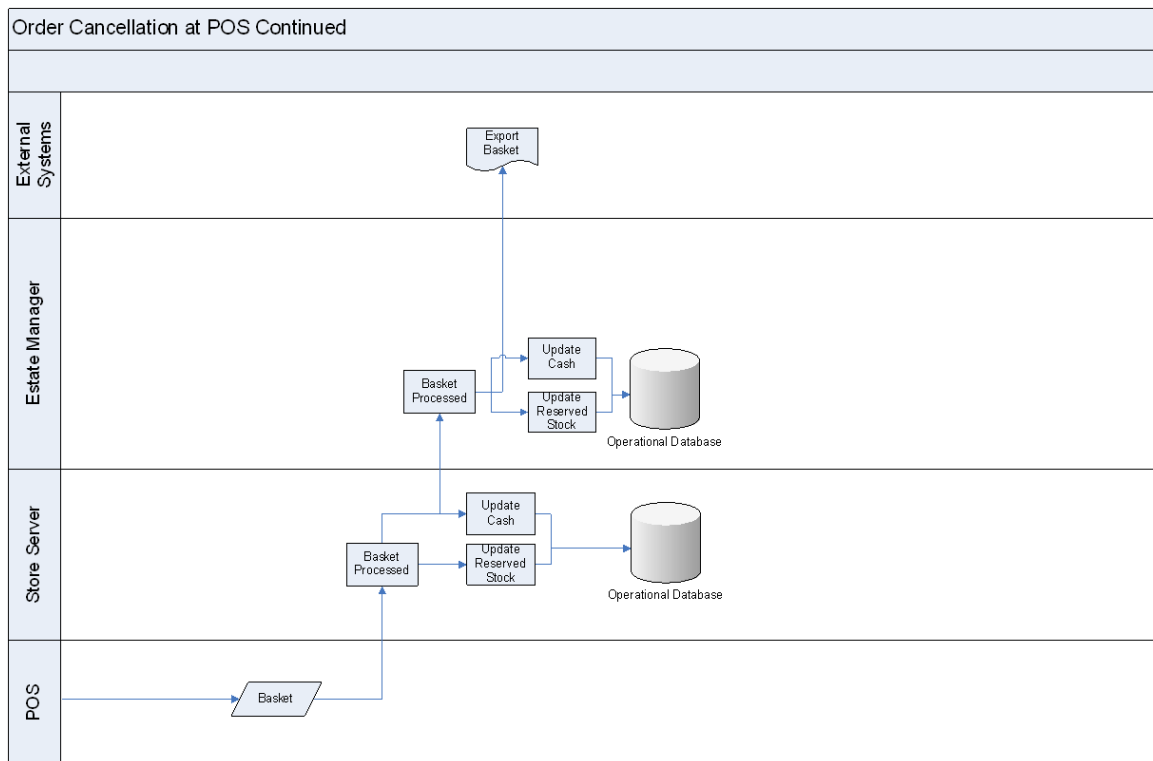 Order Cancellation at POS Continued
External
Systems
Export
Basket
Estate Manager
Update
Cash
Basket
Processed
Update
Reserved
Stock
Operational Database
Store Server
Update
Cash
Basket
Processed
Update
Reserved
Stock
Operational Database
POS
Basket